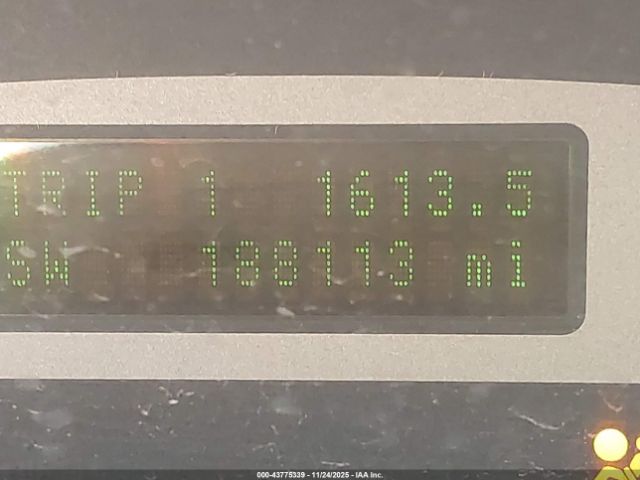 TRIP 1 1613.5
SW 188113 mi
000-43775339 - 11/24/2025 - IAA Inc.